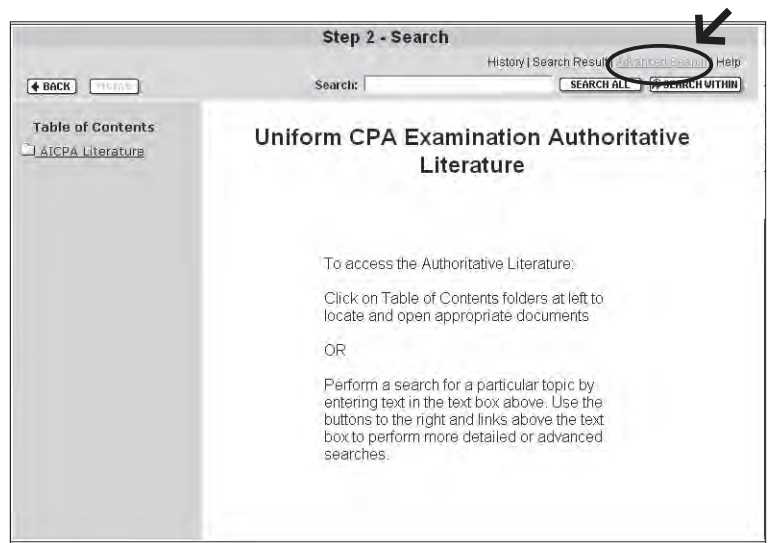 Step 2 - Search
History | Search Result | Advanced Search | Help
BACK Home Search: SEARCH ALL SEARCH WITHIN
Table of Contents
AICPA Literature
Uniform CPA Examination Authoritative
Literature
To access the Authoritative Literature:
Click on Table of Contents folders at left to
locate and open appropriate documents
OR
Perform a search for a particular topic by
entering text in the text box above. Use the
buttons to the right and links above the text
box to perform more detailed or advanced
searches.